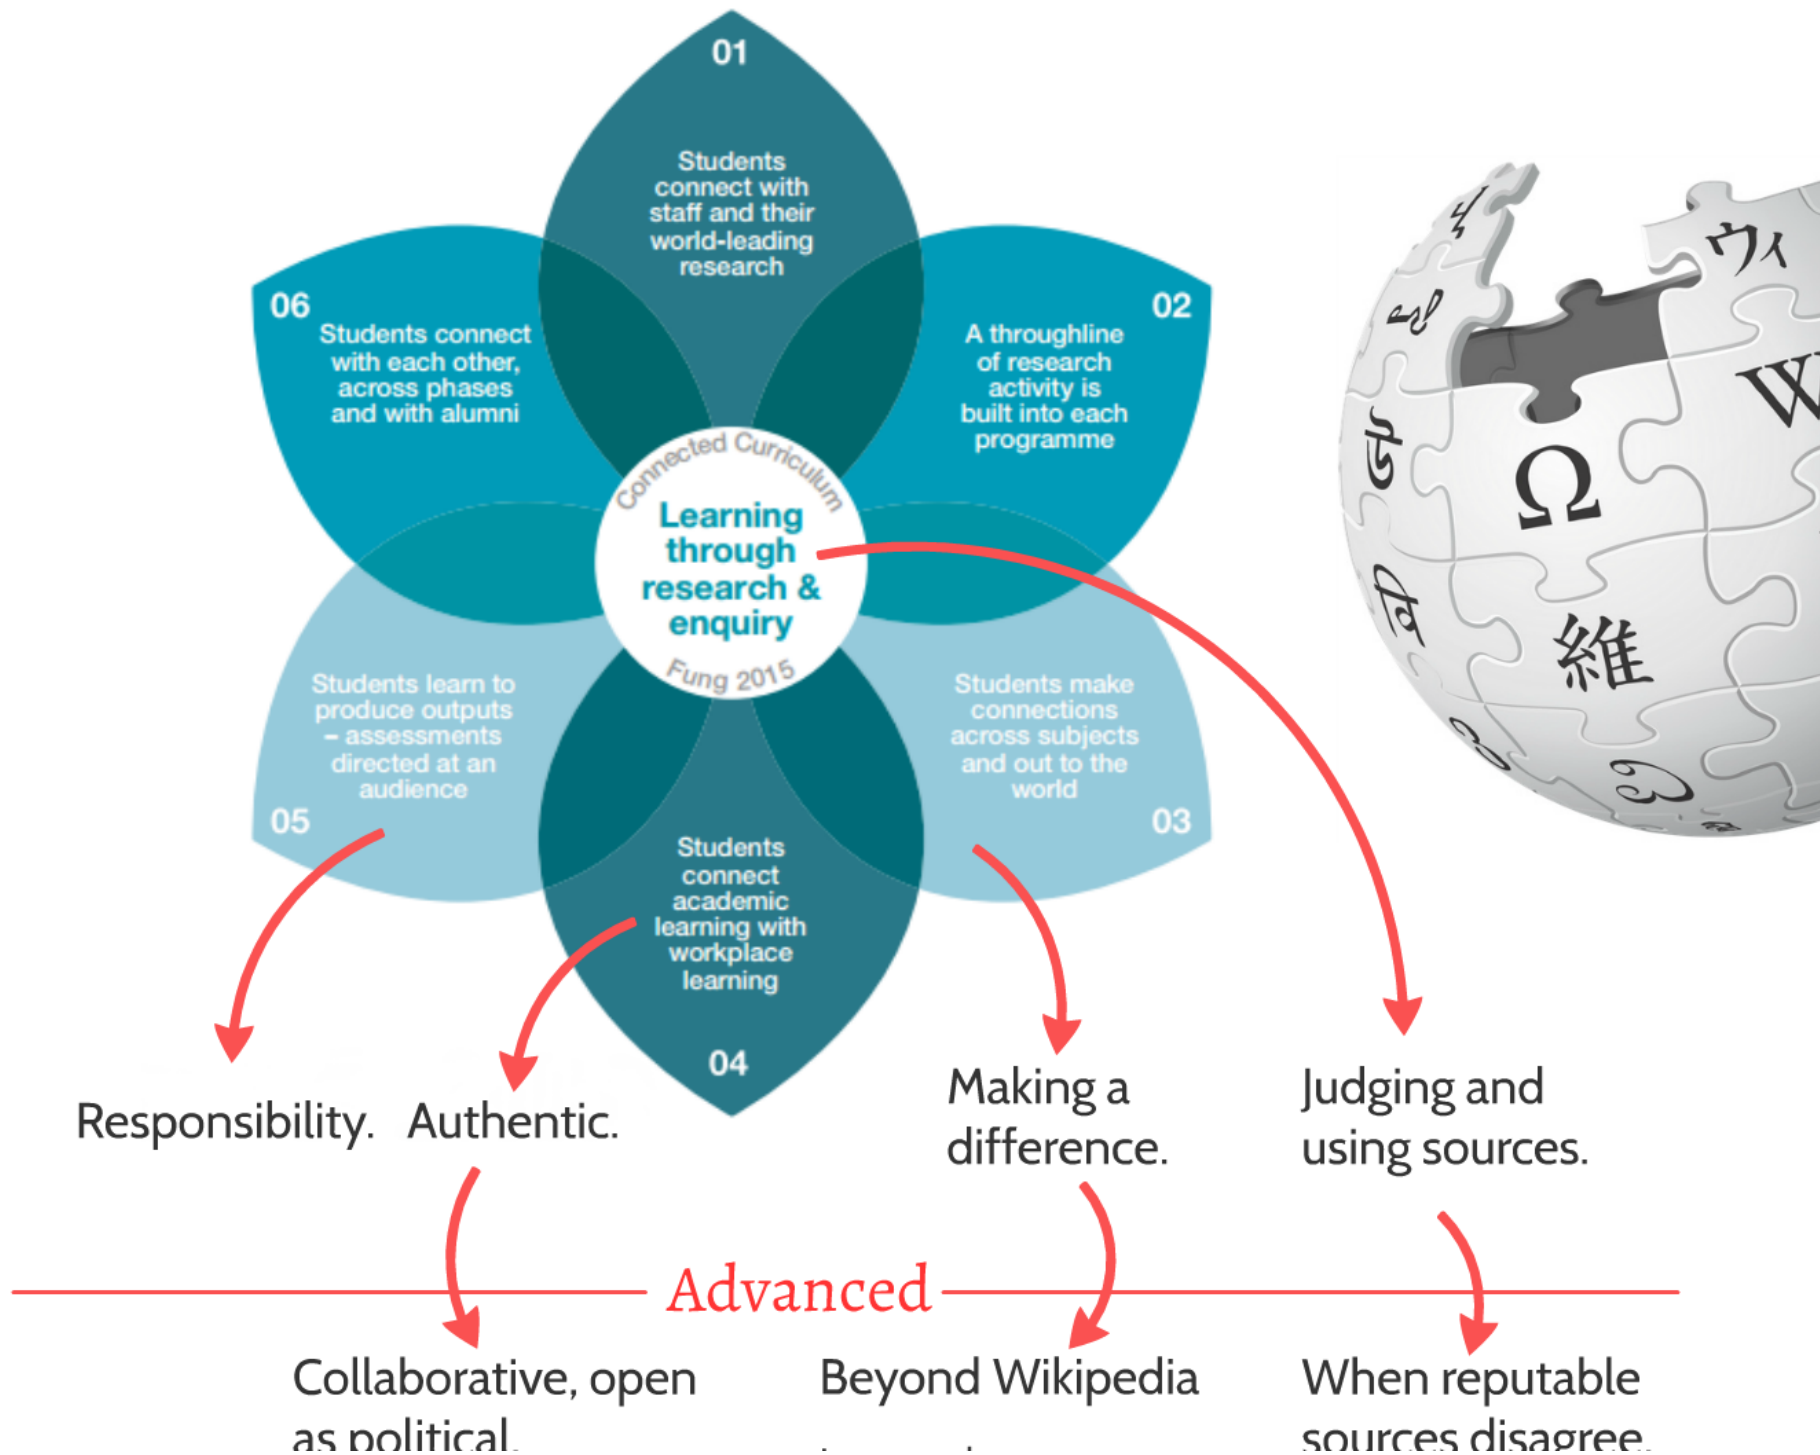 01
Students
connect with
staff and their
world-leading
research
02
A throughline
of research
activity is
built into each
programme
Students make
connections
across subjects
and out to the
world
03
Students
connect
academic
learning with
workplace
learning
04
Students learn to
produce outputs
– assessments
directed at an
audience
05
06
Students connect
with each other,
across phases
and with alumni
Connected Curriculum
Learning
through
research &
enquiry
Fung 2015
ウィ
W
Ω
維
Responsibility.
Authentic.
Making a
difference.
Judging and
using sources.
Advanced
Collaborative, open
as political.
Beyond Wikipedia
When reputable
sources disagree.